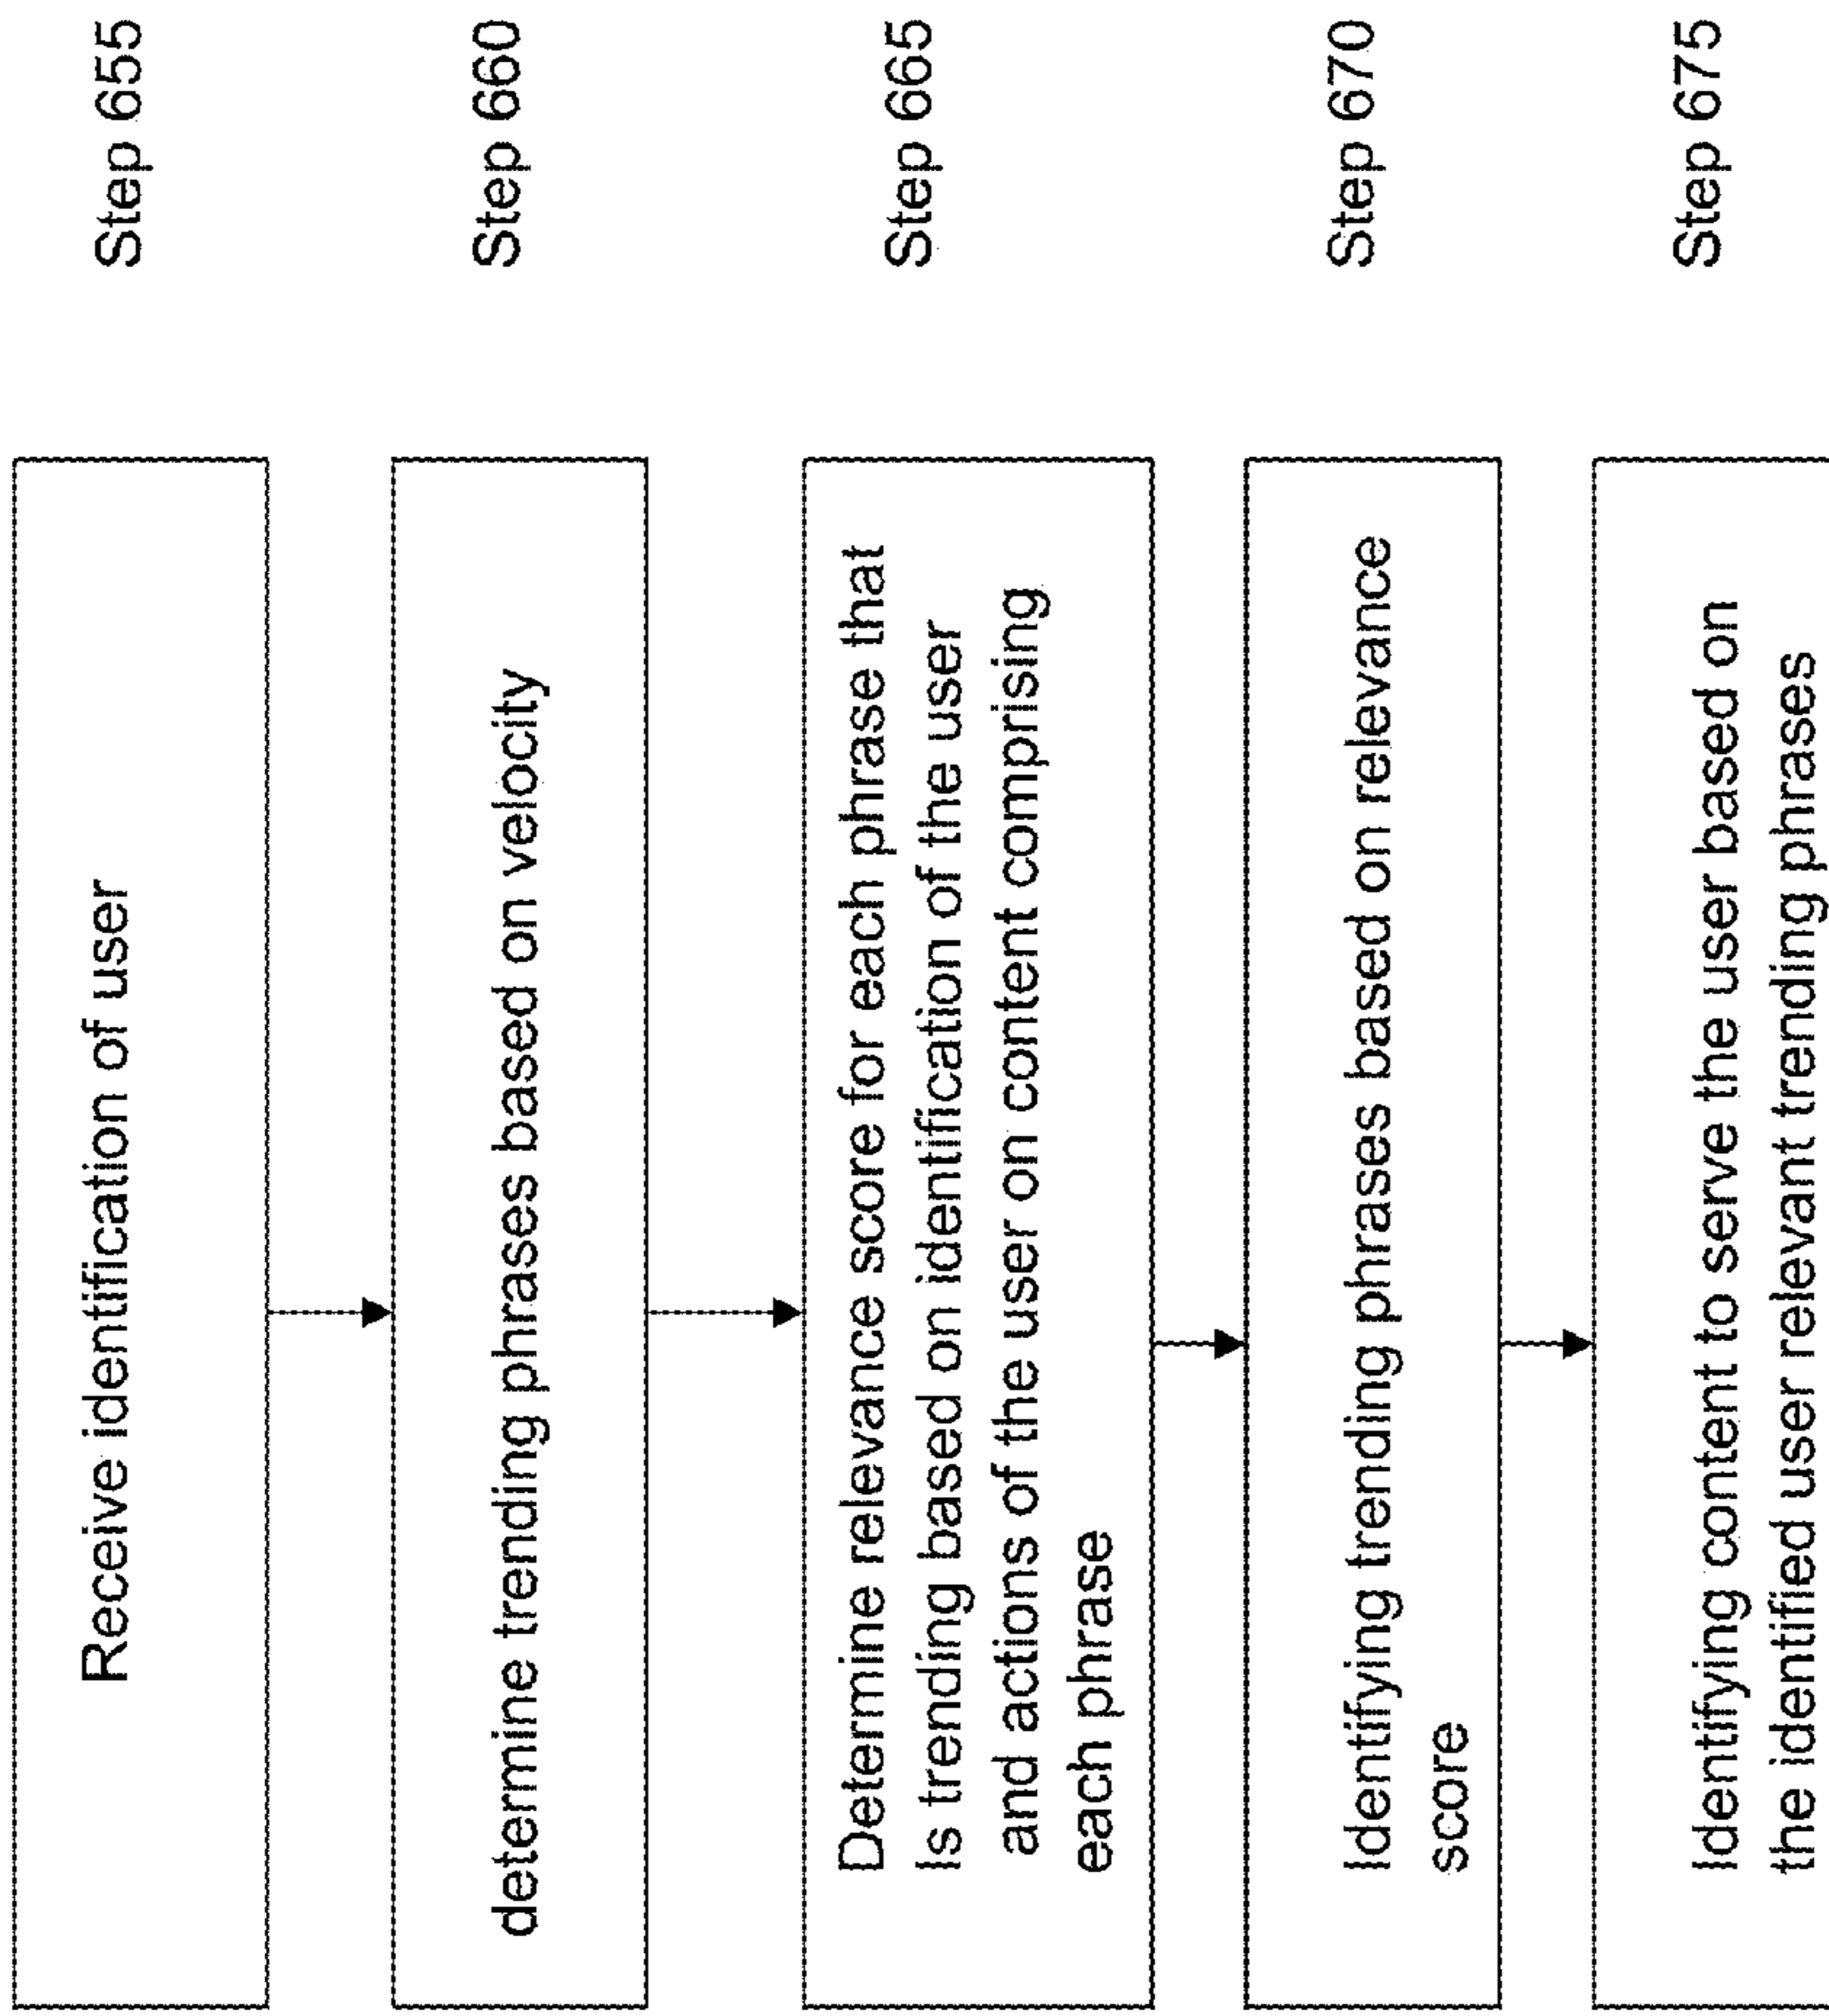 Receive identification of user
Step 655
determine trending phrases based on velocity
Step 660
Determine relevance score for each phrase that
Is trending based on identification of the user
and actions of the user on content comprising
each phrase
Step 665
Identifying trending phrases based on relevance
score
Step 670
Identifying content to serve the user based on
the identified user relevant trending phrases
Step 675